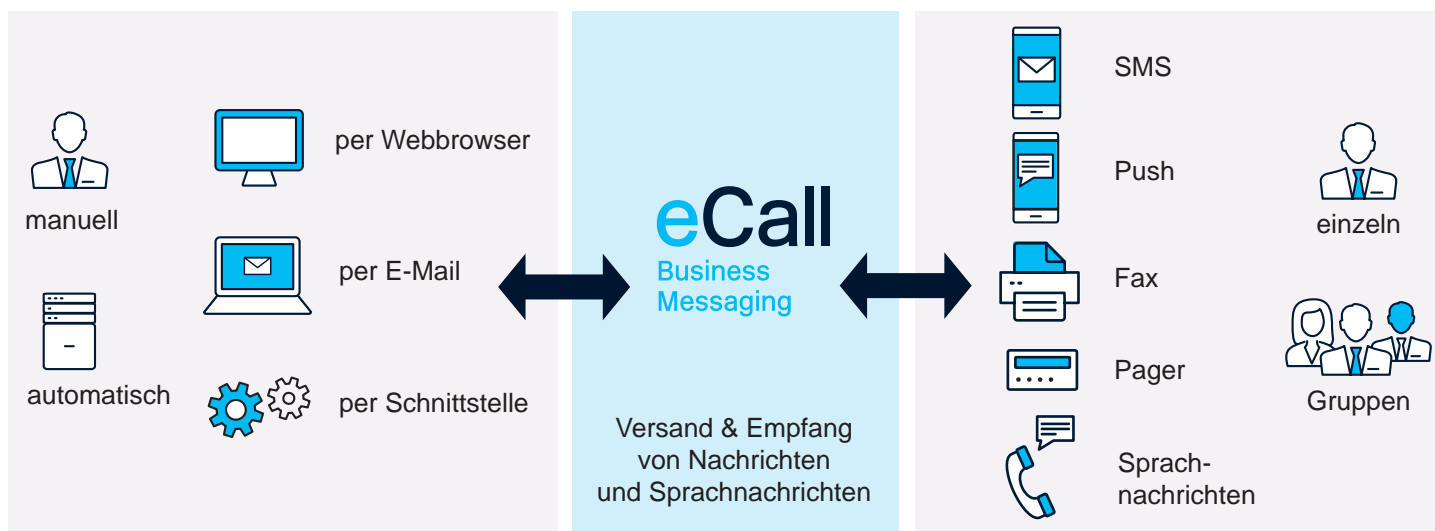 manuell
automatisch
per Webbrowser
per E-Mail
per Schnittstelle
eCall
Business
Messaging
Versand & Empfang
von Nachrichten
und Sprachnachrichten
SMS
Push
Fax
Pager
Sprach-
nachrichten
einzeln
Gruppen